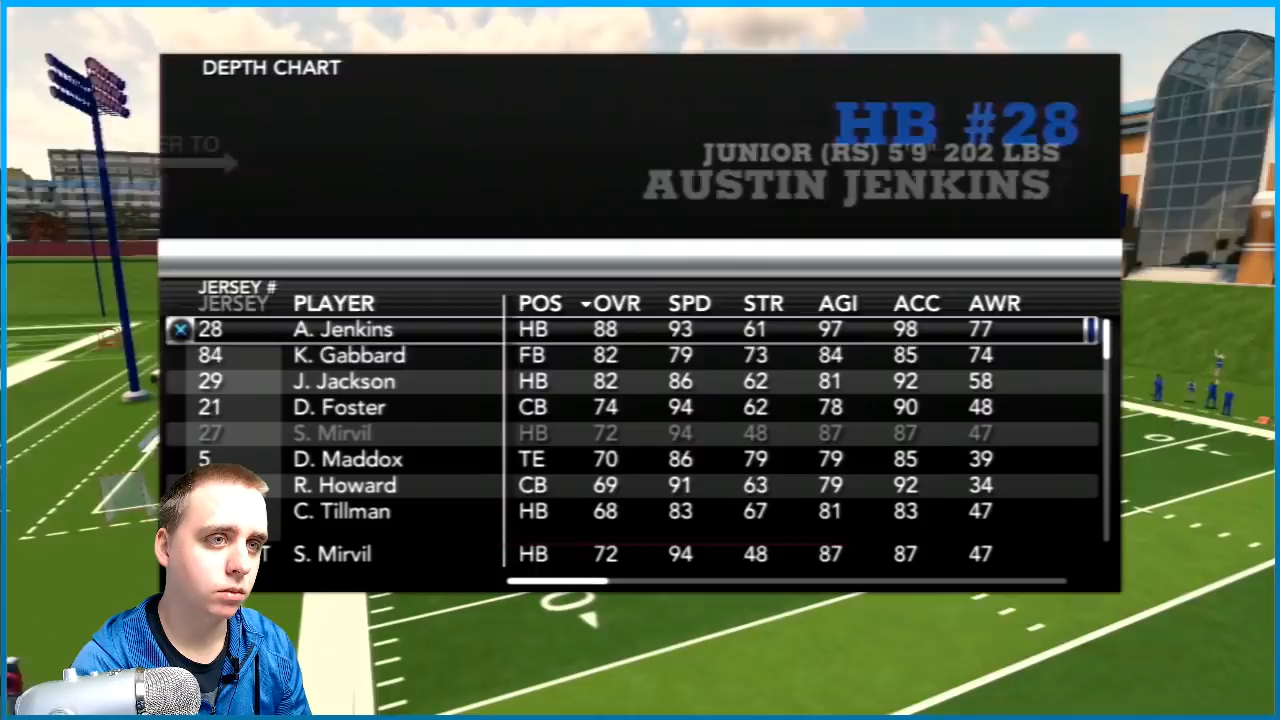 DEPTH CHART
HB #28
JUNIOR (RS) 5'9" 202 LBS
AUSTIN JENKINS
ER TO
JERSEY #
JERSEY PLAYER POS OVR SPD STR AGI ACC AWR
28 A. Jenkins HB 88 93 61 97 98 77
84 K. Gabbard FB 82 79 73 84 85 74
29 J. Jackson HB 82 86 62 81 92 58
21 D. Foster CB 74 94 62 78 90 48
27 S. Mirvil HB 72 94 48 87 87 47
5 D. Maddox TE 70 86 79 79 85 39
R. Howard CB 69 91 63 79 92 34
C. Tillman HB 68 83 67 81 83 47
T S. Mirvil HB 72 94 48 87 87 47